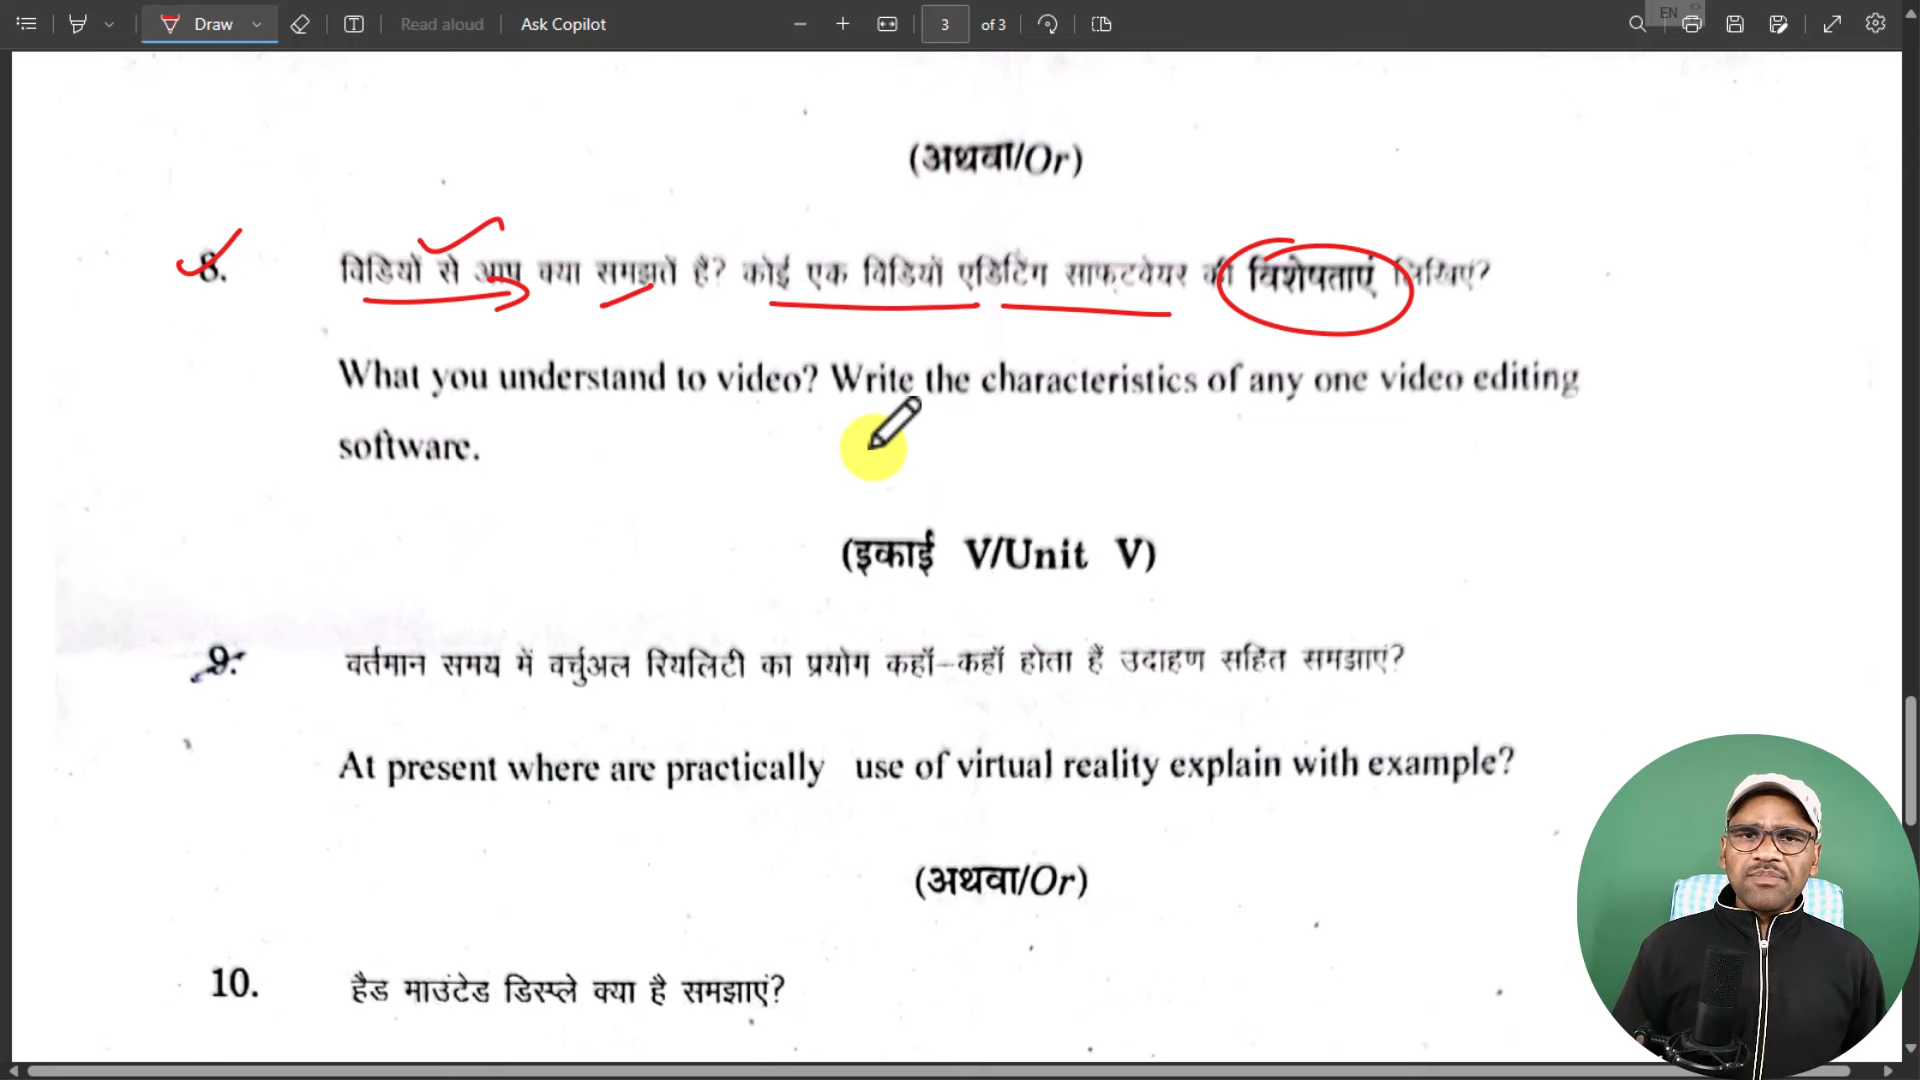 Draw
Read aloud
Ask Copilot
3
of 3
EN
(अथवा/Or)
8. विडियों से आप क्या समझतें हैं? कोई एक विडियों एडिटिंग साफ्टवेयर की विशेषताएं लिखिएं?
What you understand to video? Write the characteristics of any one video editing
software.
(इकाई V/Unit V)
9. वर्तमान समय में वर्चुअल रियलिटी का प्रयोग कहॉ–कहॉ होता हैं उदाहण सहित समझाएं?
At present where are practically use of virtual reality explain with example?
(अथवा/Or)
10. हैड माउंटेड डिस्प्ले क्या है समझाएं?